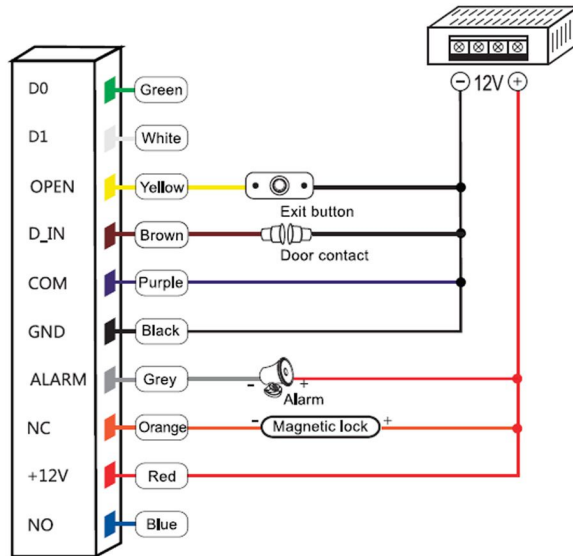 − 12V +
D0 Green
D1 White
OPEN Yellow
Exit button
D_IN Brown
Door contact
COM Purple
GND Black
ALARM Grey - +
Alarm
NC Orange - Magnetic lock +
+12V Red
NO Blue